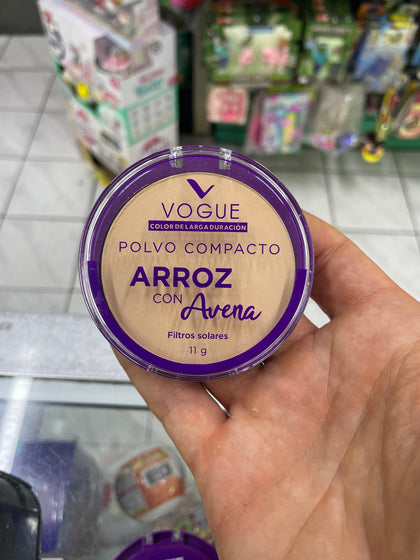 VOGUE
COLOR DE LARGA DURACIÓN
POLVO COMPACTO
ARROZ
CON Avena
Filtros solares
11 g